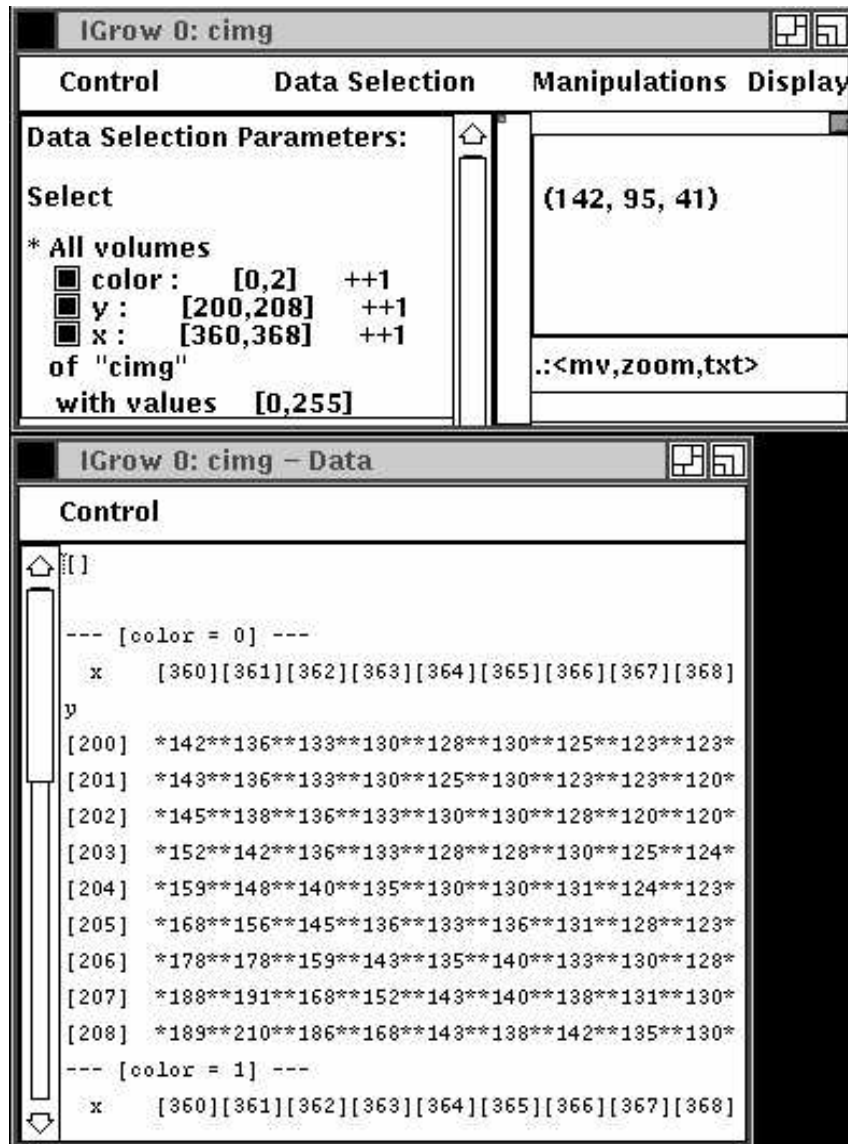 IGrow 0: cimg
Control Data Selection Manipulations Display
Data Selection Parameters:
Select
* All volumes
color : [0,2] ++1
y : [200,208] ++1
x : [360,368] ++1
of "cimg"
with values [0,255]
(142, 95, 41)
.:<mv,zoom,txt>
IGrow 0: cimg – Data
Control
[]
--- [color = 0] ---
x [360][361][362][363][364][365][366][367][368]
y
[200] *142**136**133**130**128**130**125**123**123*
[201] *143**136**133**130**125**130**123**123**120*
[202] *145**138**136**133**130**130**128**120**120*
[203] *152**142**136**133**128**128**130**125**124*
[204] *159**148**140**135**130**130**131**124**123*
[205] *168**156**145**136**133**136**131**128**123*
[206] *178**178**159**143**135**140**133**130**128*
[207] *188**191**168**152**143**140**138**131**130*
[208] *189**210**186**168**143**138**142**135**130*
--- [color = 1] ---
x [360][361][362][363][364][365][366][367][368]